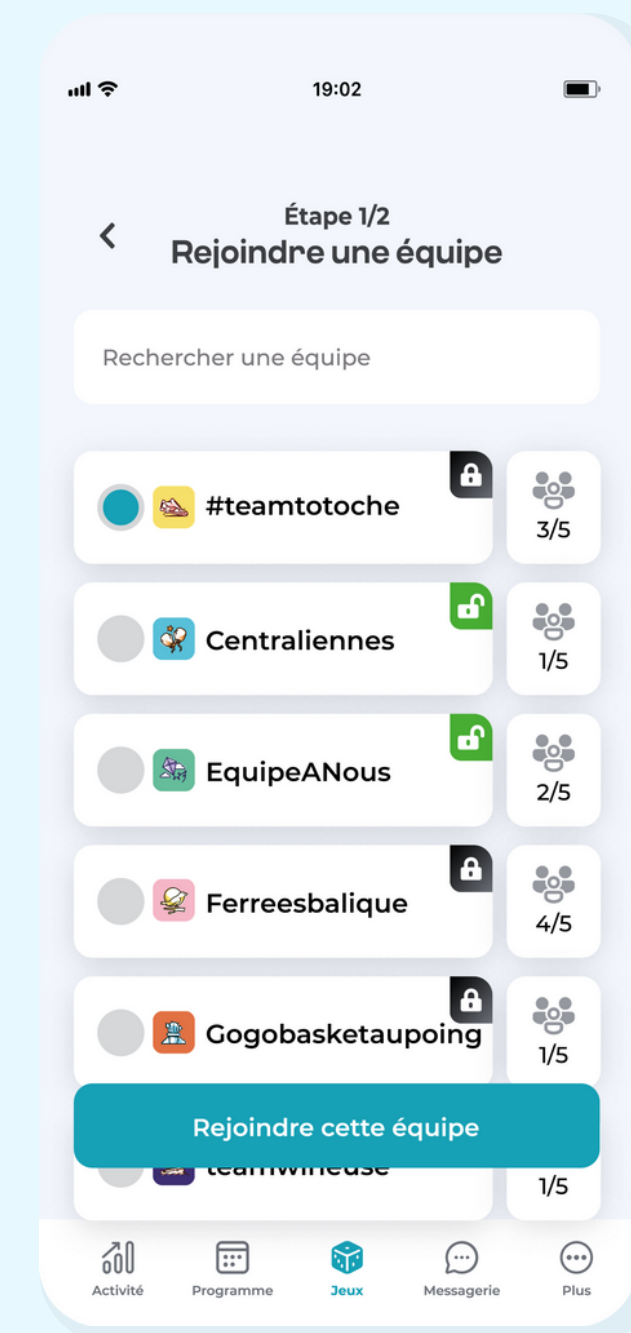 19:02
Étape 1/2
Rejoindre une équipe
Rechercher une équipe
#teamtotoche
3/5
Centraliennes
1/5
EquipeANous
2/5
Ferreesbalique
4/5
Gogobasketaupoing
1/5
Rejoindre cette équipe
teamwineuse
1/5
Activité
Programme
Jeux
Messagerie
Plus